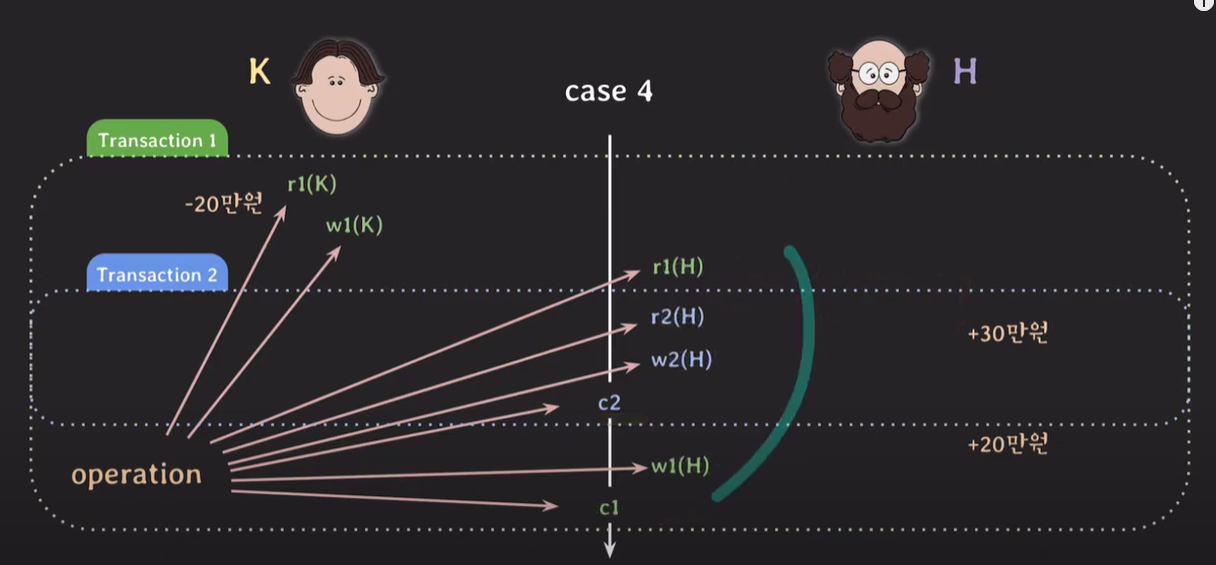 K
H
case 4
Transaction 1
r1(K)
-20만원
w1(K)
r1(H)
Transaction 2
r2(H)
+30만원
w2(H)
c2
+20만원
w1(H)
operation
c1